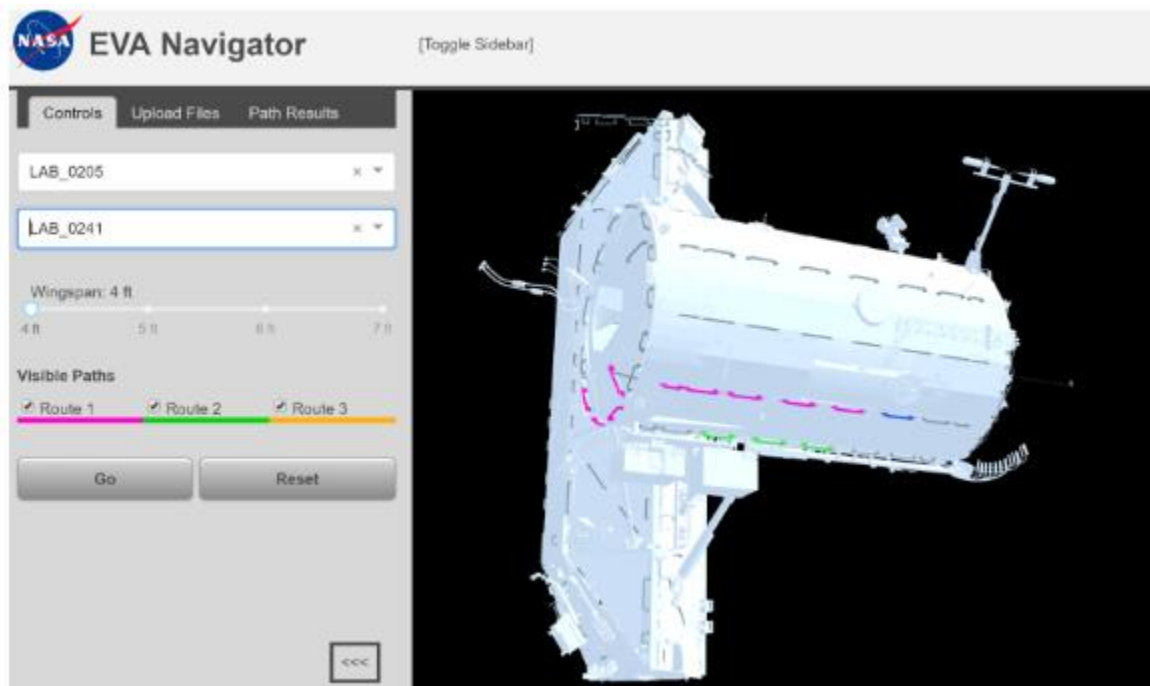 NASA
EVA Navigator
[Toggle Sidebar]
Controls Upload Files Path Results
LAB_0205
LAB_0241
Wingspan: 4 ft
4 ft 5 ft 6 ft 7 ft
Visible Paths
Route 1 Route 2 Route 3
Go Reset
<<<